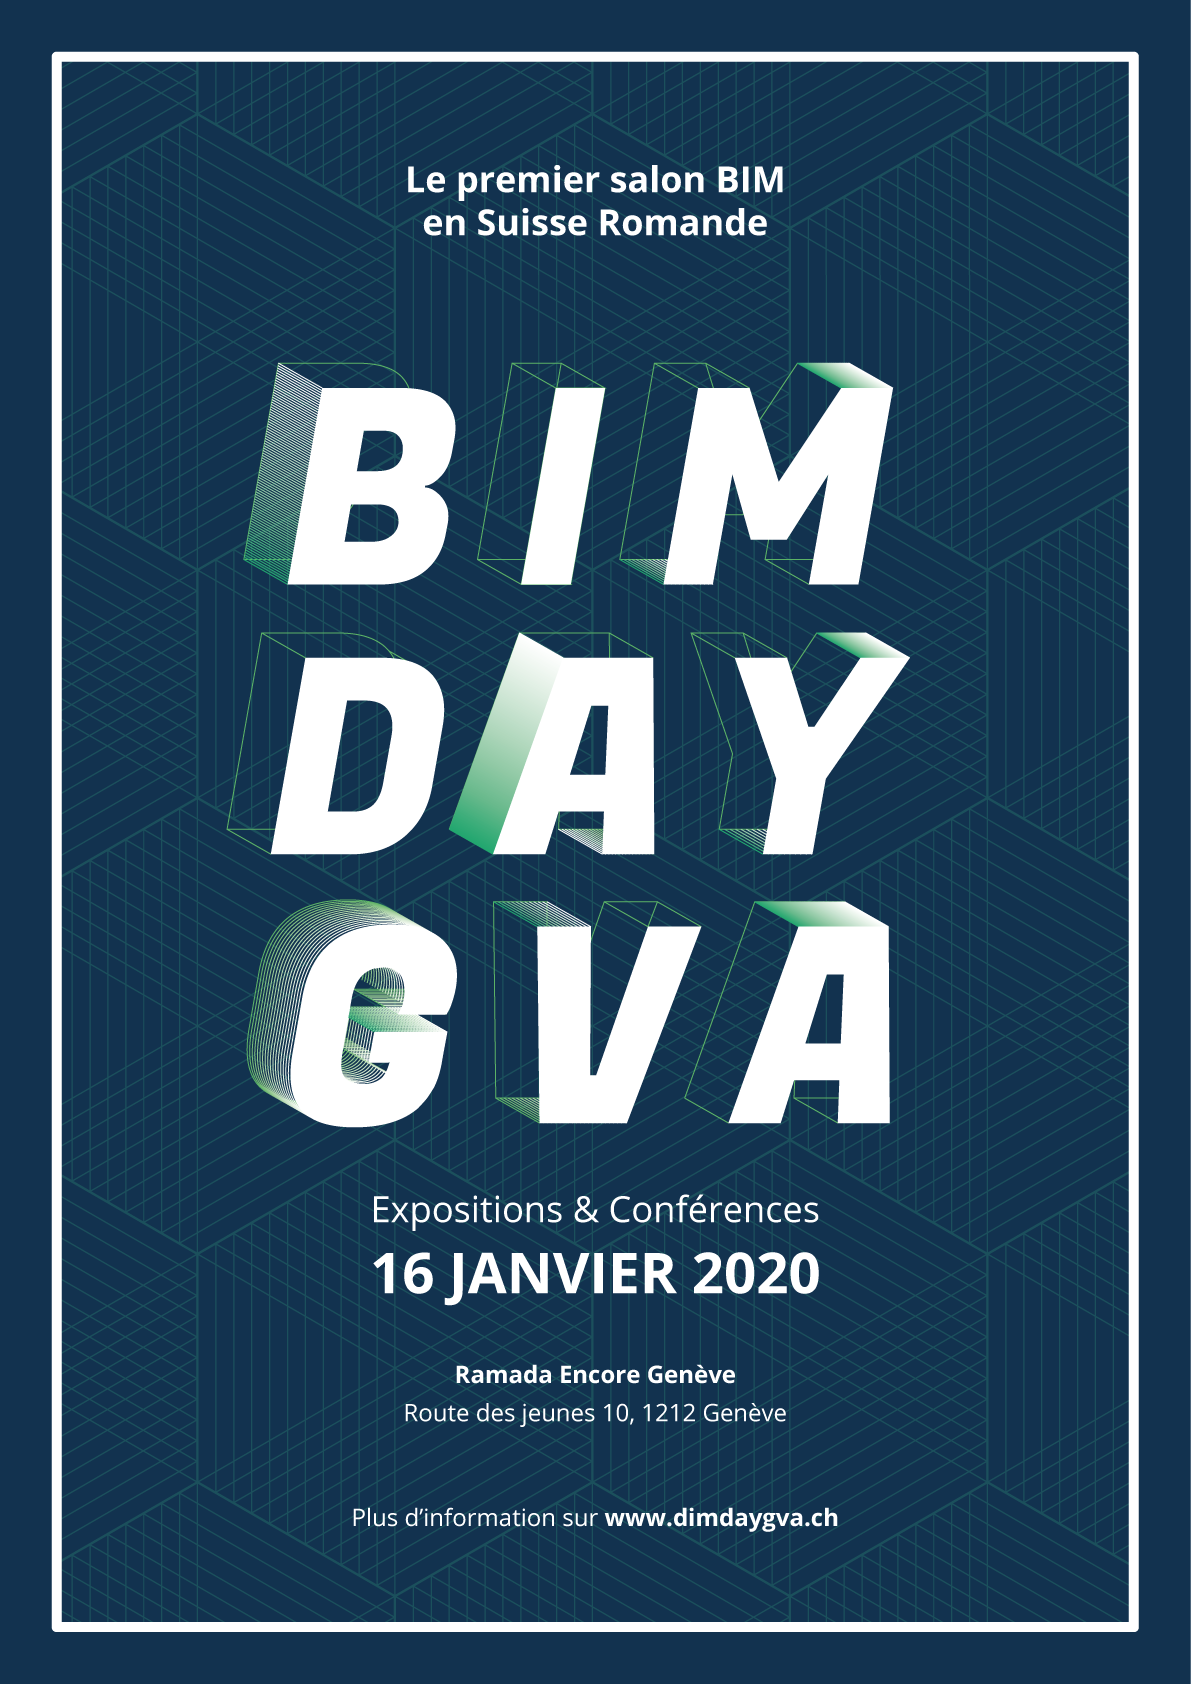 Le premier salon BIM
en Suisse Romande
BIM
DAY
GVA
Expositions & Conférences
16 JANVIER 2020
Ramada Encore Genève
Route des jeunes 10, 1212 Genève
Plus d’information sur www.dimdaygva.ch